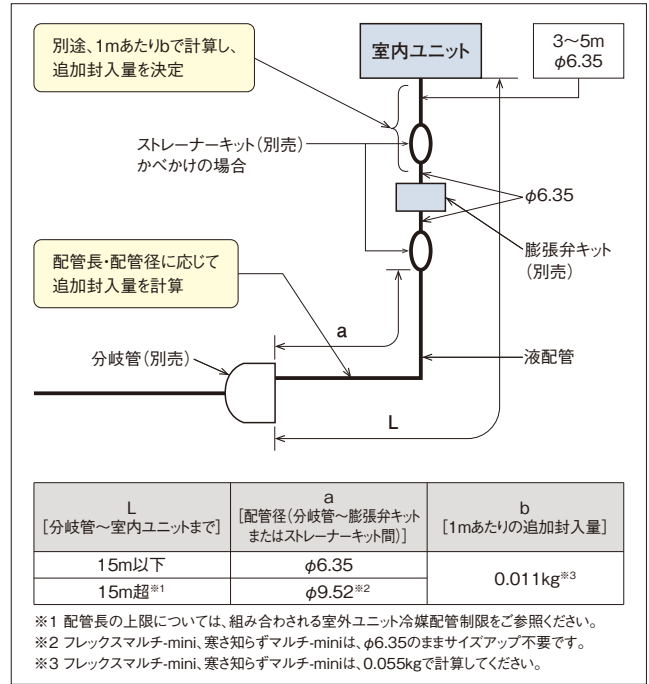 別途、1mあたりbで計算し、
追加封入量を決定
室内ユニット
3～5m
φ6.35
ストレーナーキット(別売)
かべかけの場合
φ6.35
膨張弁キット
(別売)
配管長・配管径に応じて
追加封入量を計算
a
分岐管(別売)
液配管
L
L
[分岐管～室内ユニットまで]
a
[配管径(分岐管～膨張弁キット
またはストレーナーキット間)]
b
[1mあたりの追加封入量]
15m以下
φ6.35
0.011kg※3
15m超※1
φ9.52※2
※1 配管長の上限については、組み合わされる室外ユニット冷媒配管制限をご参照ください。
※2 フレックスマルチ-mini、寒さ知らずマルチ-miniは、φ6.35のままサイズアップ不要です。
※3 フレックスマルチ-mini、寒さ知らずマルチ-miniは、0.055kgで計算してください。